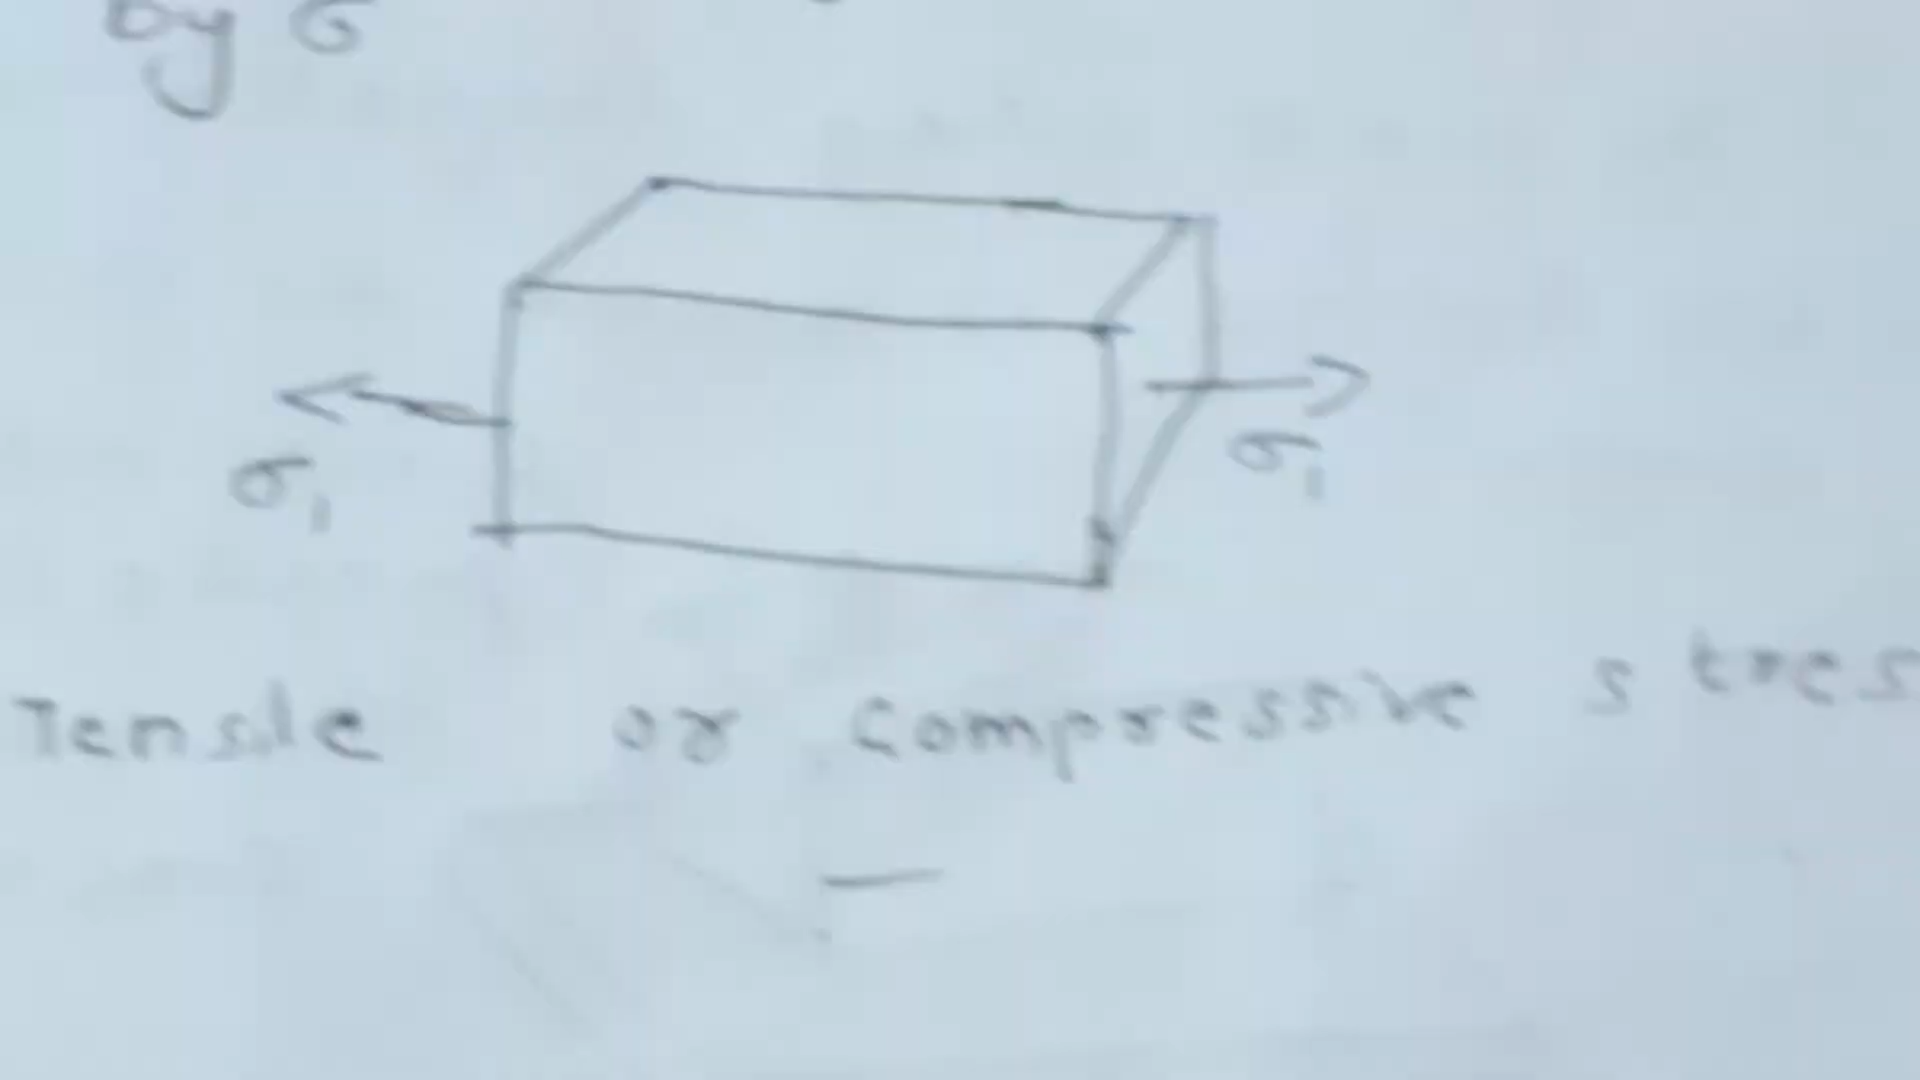 by σ
σ₁
σ₁
Tensile or compressive stres